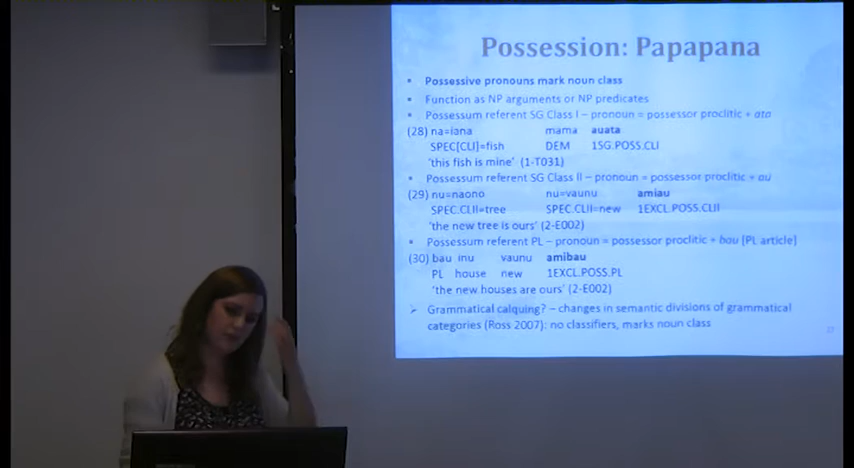 Possession: Papapana
▪ Possessive pronouns mark noun class
▪ Function as NP arguments or NP predicates
▪ Possessum referent SG Class I – pronoun = possessor proclitic + ata
(28) na=iana mama auata
SPEC[CLI]=fish DEM 1SG.POSS.CLI
'this fish is mine' (1-T031)
▪ Possessum referent SG Class II – pronoun = possessor proclitic + au
(29) nu=naono nu=vaunu amiau
SPEC.CLII=tree SPEC.CLII=new 1EXCL.POSS.CLII
'the new tree is ours' (2-E002)
▪ Possessum referent PL – pronoun = possessor proclitic + bau [PL article]
(30) bau inu vaunu amibau
PL house new 1EXCL.POSS.PL
'the new houses are ours' (2-E002)
➢ Grammatical calquing? – changes in semantic divisions of grammatical
categories (Ross 2007): no classifiers, marks noun class